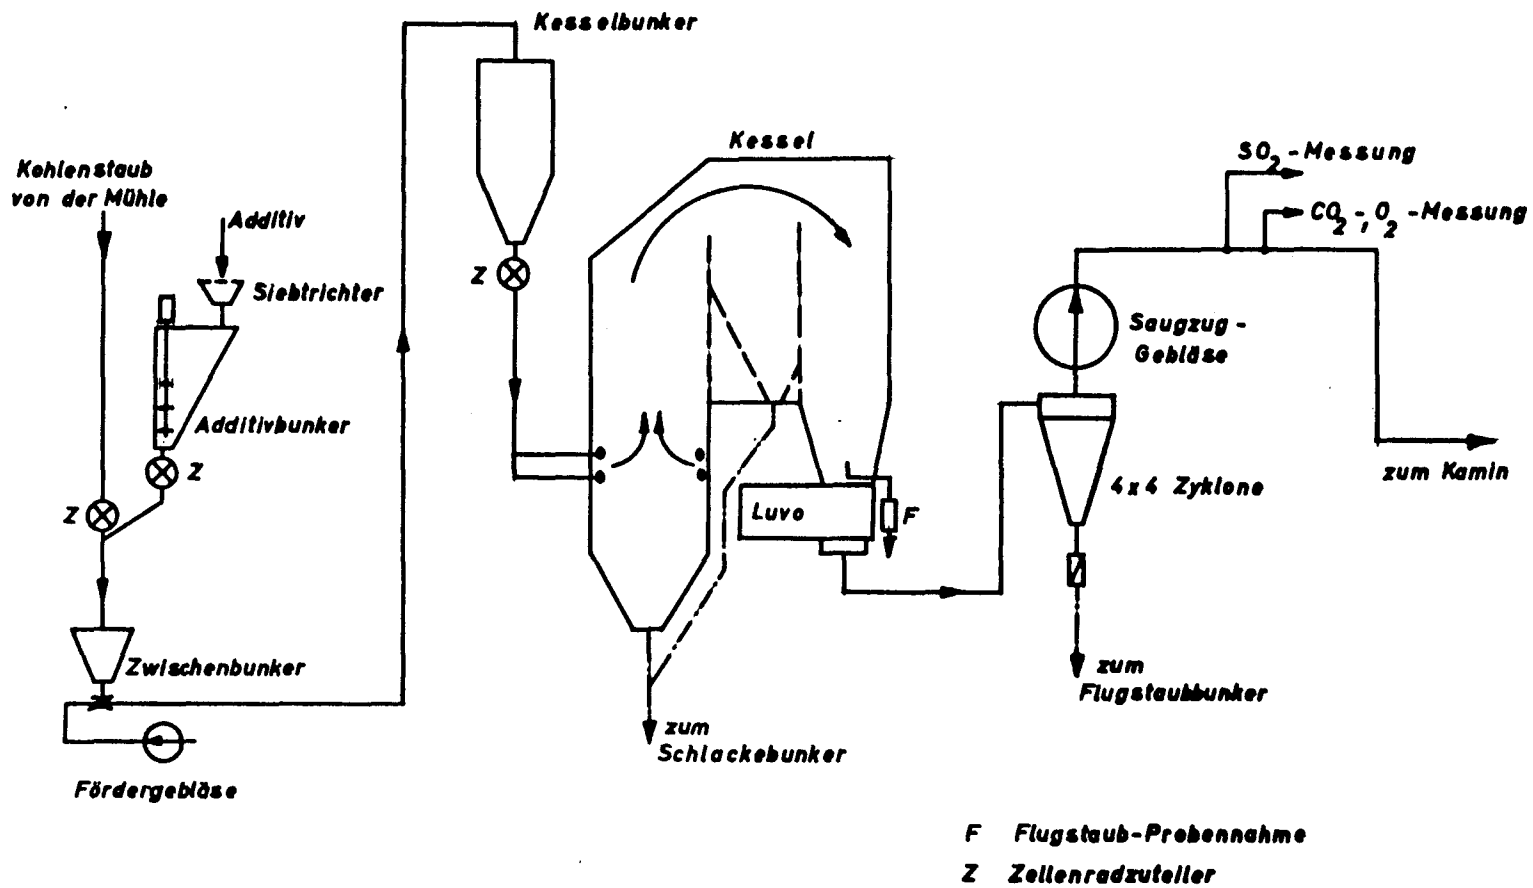 Kesselbunker
Kessel
SO2-Messung
CO2-, O2-Messung
Kohlenstaub
von der Mühle
Additiv
Siebtrichter
Z
Additivbunker
Z
Z
Saugzug-
Gebläse
zum Kamin
4x4 Zyklone
Luvo
F
Zwischenbunker
zum
Flugstaubbunker
zum
Schlackebunker
Fördergebläse
F Flugstaub-Probennahme
Z Zellenradzuteiler